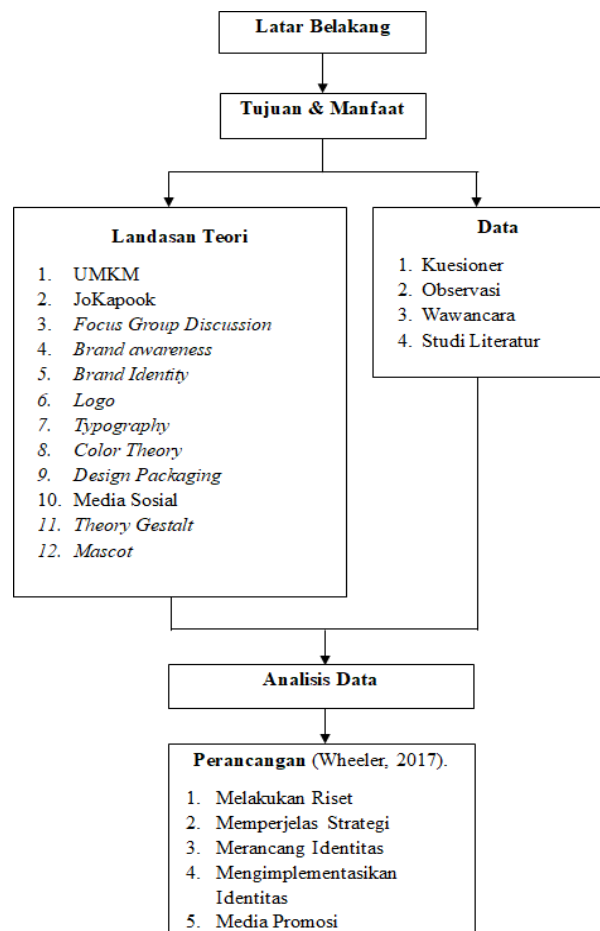 Latar Belakang
Tujuan & Manfaat
Landasan Teori
1. UMKM
2. JoKapook
3. Focus Group Discussion
4. Brand awareness
5. Brand Identity
6. Logo
7. Typography
8. Color Theory
9. Design Packaging
10. Media Sosial
11. Theory Gestalt
12. Mascot
Data
1. Kuesioner
2. Observasi
3. Wawancara
4. Studi Literatur
Analisis Data
Perancangan (Wheeler, 2017).
1. Melakukan Riset
2. Memperjelas Strategi
3. Merancang Identitas
4. Mengimplementasikan
Identitas
5. Media Promosi